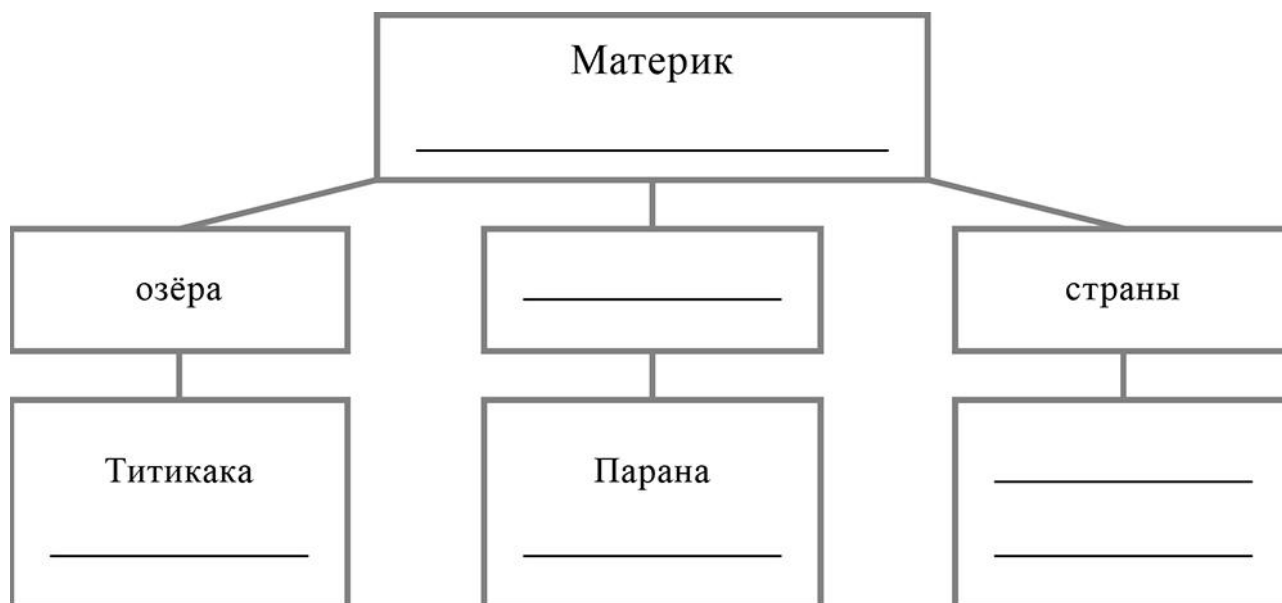 Материк
озёра
страны
Титикака
Парана